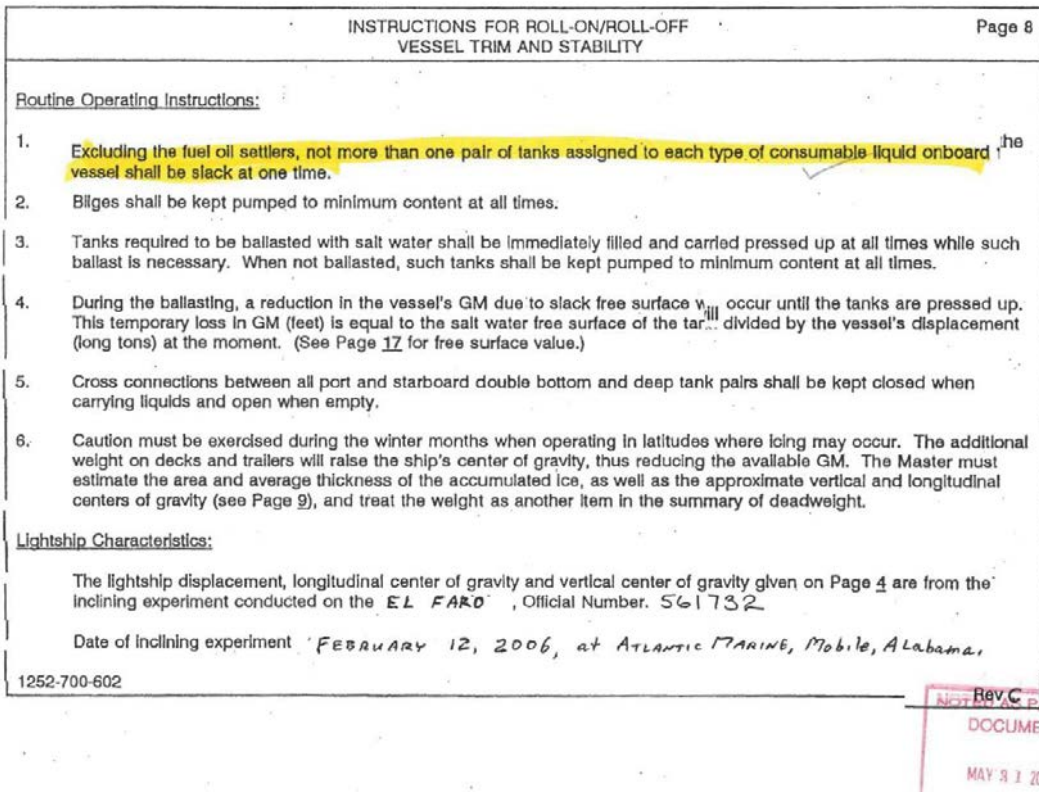 INSTRUCTIONS FOR ROLL-ON/ROLL-OFF Page 8
VESSEL TRIM AND STABILITY
Routine Operating Instructions:
1. Excluding the fuel oil settlers, not more than one pair of tanks assigned to each type of consumable liquid onboard the
vessel shall be slack at one time.
2. Bilges shall be kept pumped to minimum content at all times.
3. Tanks required to be ballasted with salt water shall be immediately filled and carried pressed up at all times while such
ballast is necessary. When not ballasted, such tanks shall be kept pumped to minimum content at all times.
4. During the ballasting, a reduction in the vessel's GM due to slack free surface will occur until the tanks are pressed up.
This temporary loss in GM (feet) is equal to the salt water free surface of the divided by the vessel's displacement
(long tons) at the moment. (See Page 17 for free surface value.)
5. Cross connections between all port and starboard double bottom and deep tank pairs shall be kept closed when
carrying liquids and open when empty.
6. Caution must be exercised during the winter months when operating in latitudes where icing may occur. The additional
weight on decks and trailers will raise the ship's center of gravity, thus reducing the available GM. The Master must
estimate the area and average thickness of the accumulated ice, as well as the approximate vertical and longitudinal
centers of gravity (see Page 9), and treat the weight as another item in the summary of deadweight.
Lightship Characteristics:
The lightship displacement, longitudinal center of gravity and vertical center of gravity given on Page 4 are from the
inclining experiment conducted on the EL FARO , Official Number. 561732
Date of inclining experiment FEBRUARY 12, 2006, at ATLANTIC MARINE, Mobile, ALabama,
1252-700-602 Rev C
NOTED AS P
DOCUME
MAY 31 20